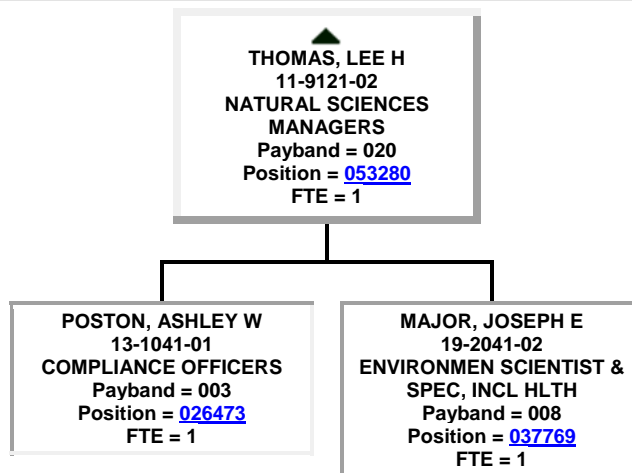 THOMAS, LEE H
11-9121-02
NATURAL SCIENCES
MANAGERS
Payband = 020
Position = 053280
FTE = 1
POSTON, ASHLEY W
13-1041-01
COMPLIANCE OFFICERS
Payband = 003
Position = 026473
FTE = 1
MAJOR, JOSEPH E
19-2041-02
ENVIRONMEN SCIENTIST &
SPEC, INCL HLTH
Payband = 008
Position = 037769
FTE = 1